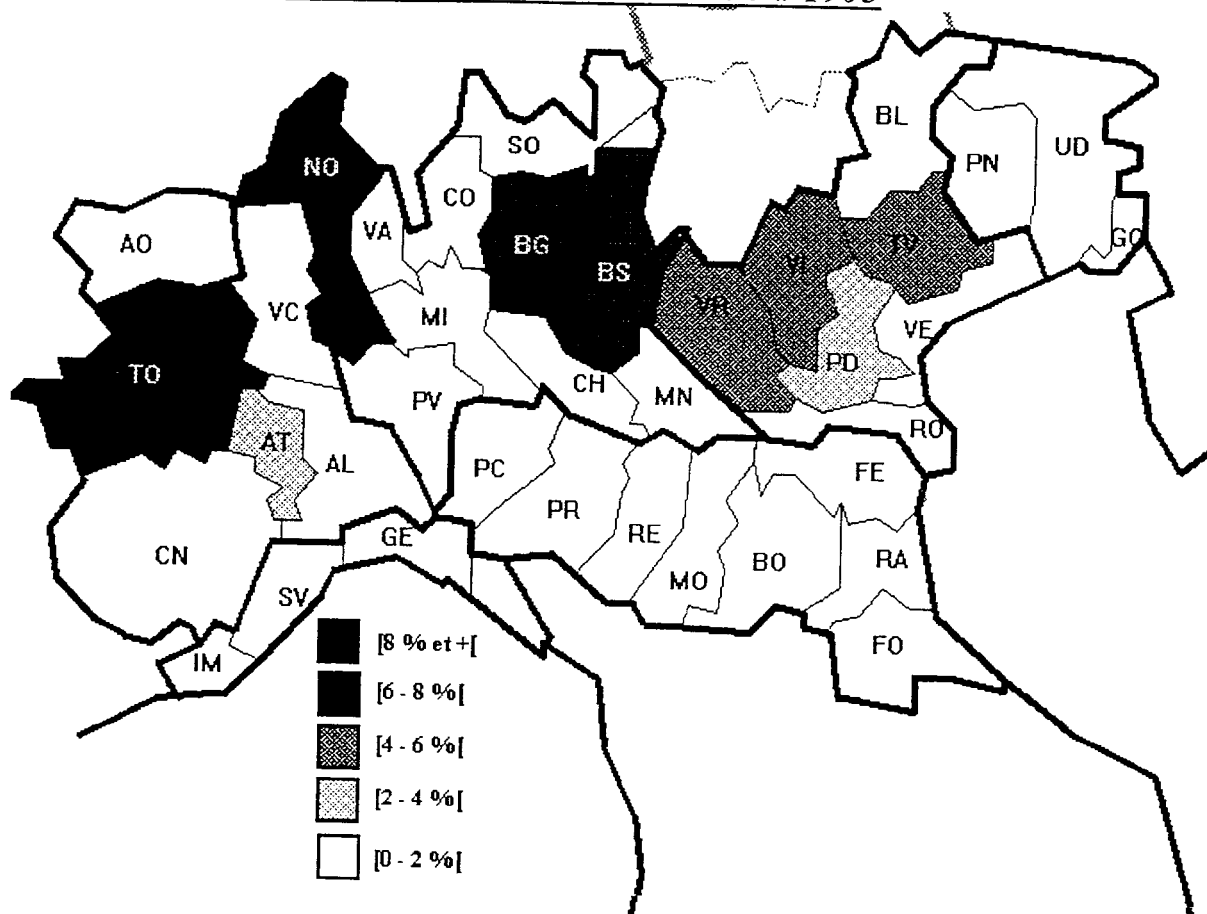 BL
UD
SO
PN
NO
CO
VA
GO
AO
BG
TV
BS
VI
VR
VC
MI
VE
TO
PD
CH
MN
PV
RO
AT
AL
PC
FE
PR
RE
CN
GE
BO
RA
MO
SV
FO
IM
[8 % et +[
[6 - 8 %[
[4 - 6 %[
[2 - 4 %[
[0 - 2 %[